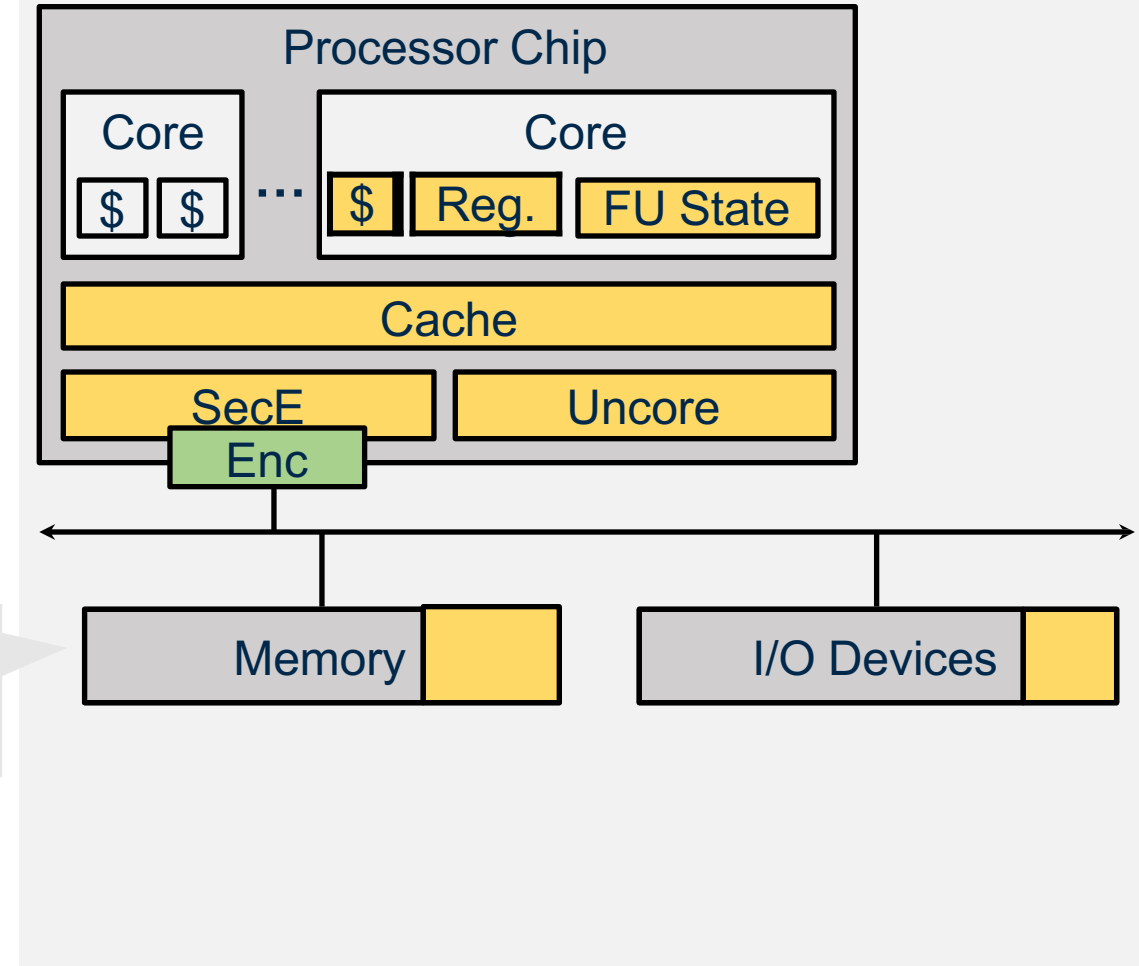 Processor Chip
Core
Core
$ $ ... $ Reg. FU State
Cache
SecE
Uncore
Enc
Memory
I/O Devices